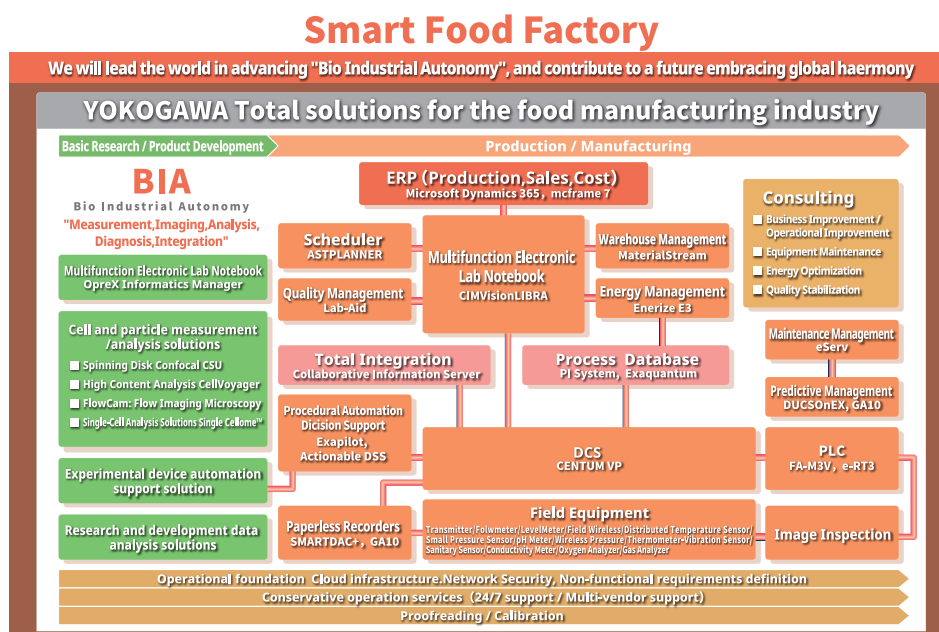 Smart Food Factory
We will lead the world in advancing "Bio Industrial Autonomy", and contribute to a future embracing global haermony
YOKOGAWA Total solutions for the food manufacturing industry
Basic Research / Product Development
Production / Manufacturing
BIA
Bio Industrial Autonomy
"Measurement,Imaging,Analysis,
Diagnosis,Integration"
Multifunction Electronic Lab Notebook
OpreX Informatics Manager
Cell and particle measurement
/analysis solutions
Spinning Disk Confocal CSU
High Content Analysis CellVoyager
FlowCam: Flow Imaging Microscopy
Single-Cell Analysis Solutions Single Cellome™
Experimental device automation
support solution
Research and development data
analysis solutions
ERP (Production,Sales,Cost)
Microsoft Dynamics 365, mcframe 7
Scheduler
ASTPLANNER
Quality Management
Lab-Aid
Multifunction Electronic
Lab Notebook
CIMVisionLIBRA
Warehouse Management
MaterialStream
Energy Management
Enerize E3
Consulting
Business Improvement /
Operational Improvement
Equipment Maintenance
Energy Optimization
Quality Stabilization
Total Integration
Collaborative Information Server
Process Database
PI System, Exaquantum
Maintenance Management
eServ
Predictive Management
DUCSOnEX, GA10
Procedural Automation
Dicision Support
Exapilot,
Actionable DSS
DCS
CENTUM VP
PLC
FA-M3V, e-RT3
Paperless Recorders
SMARTDAC+, GA10
Field Equipment
Transmitter/Folwmeter/LevelMeter/Field Wireless/Distributed Temperature Sensor/
Small Pressure Sensor/pH Meter/Wireless Pressure/Thermometer-Vibration Sensor/
Sanitary Sensor/Conductivity Meter/Oxygen Analyzer/Gas Analyzer
Image Inspection
Operational foundation Cloud infrastructure.Network Security, Non-functional requirements definition
Conservative operation services (24/7 support / Multi-vendor support)
Proofreading / Calibration